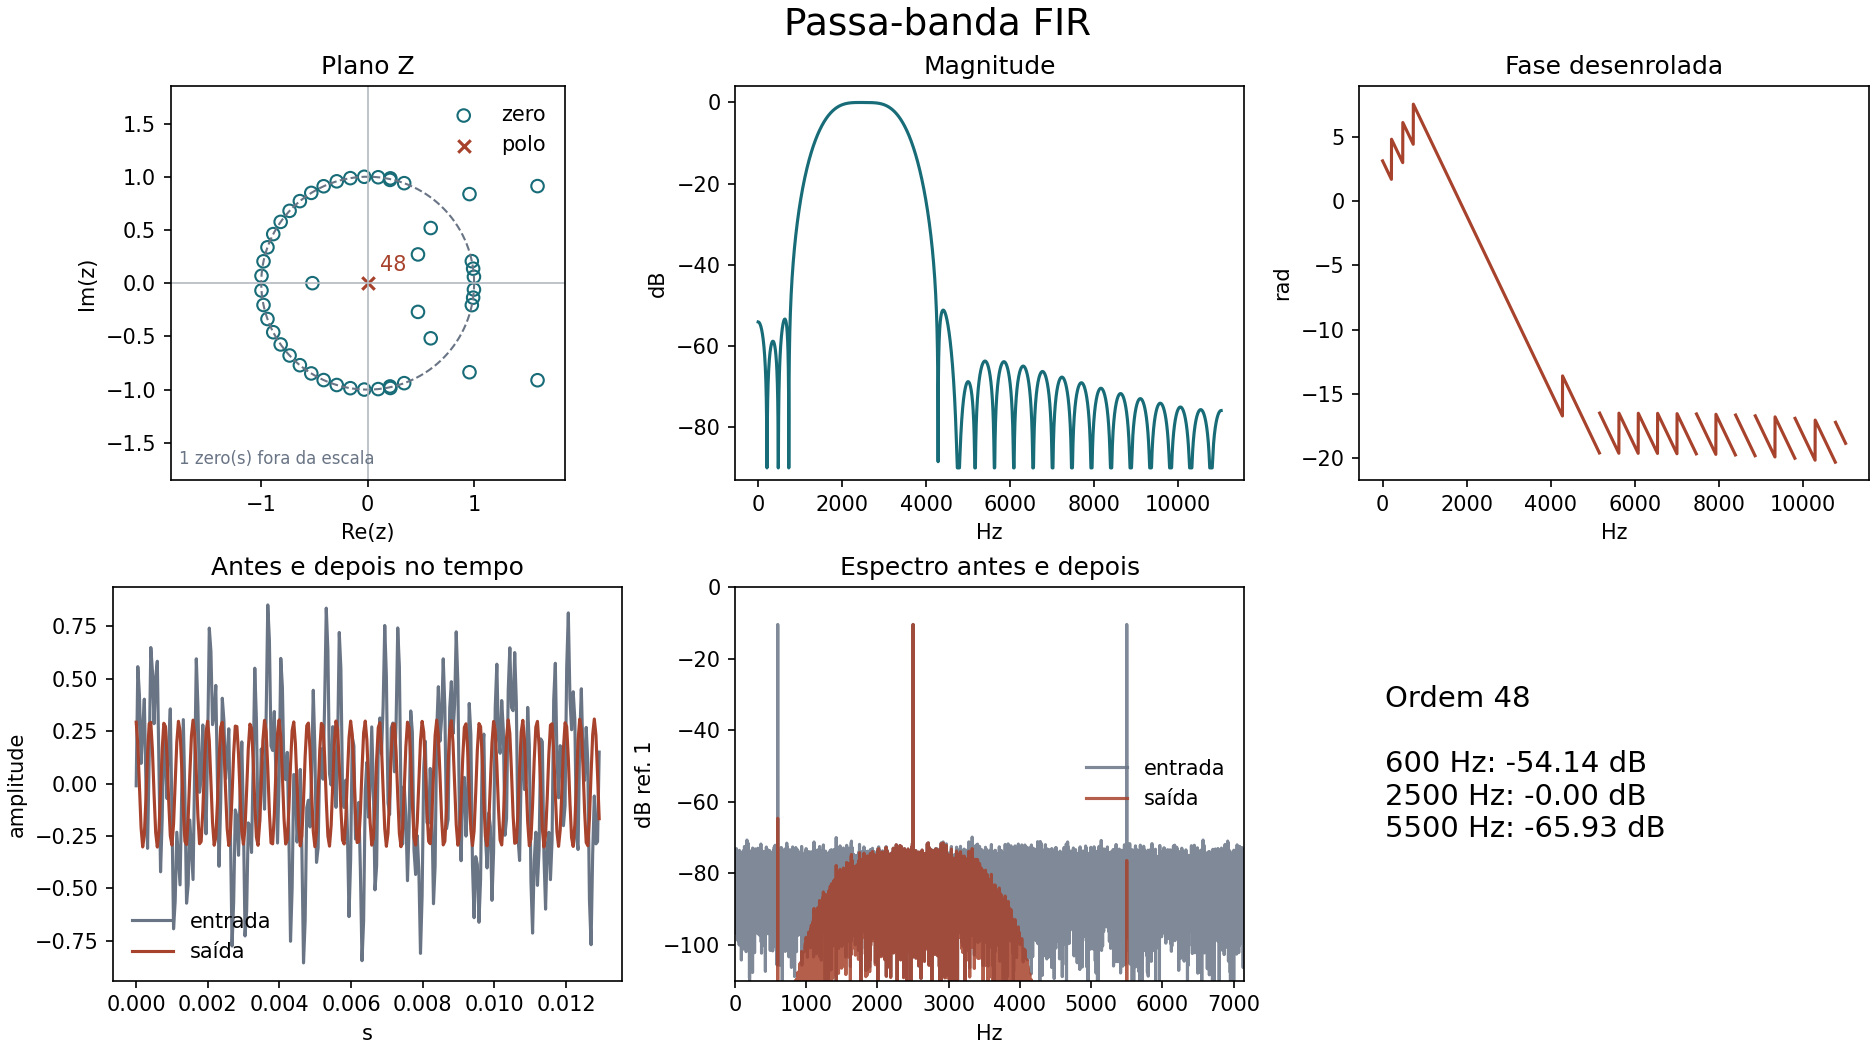 Passa-banda FIR
Plano Z
zero
polo
48
1 zero(s) fora da escala
1.5
1.0
0.5
0.0
−0.5
−1.0
−1.5
Im(z)
−1
0
1
Re(z)
Magnitude
0
−20
−40
−60
−80
dB
0
2000
4000
6000
8000
10000
Hz
Fase desenrolada
5
0
−5
−10
−15
−20
rad
0
2000
4000
6000
8000
10000
Hz
Antes e depois no tempo
0.75
0.50
0.25
0.00
−0.25
−0.50
−0.75
amplitude
entrada
saída
0.000
0.002
0.004
0.006
0.008
0.010
0.012
s
Espectro antes e depois
0
−20
−40
−60
−80
−100
dB ref. 1
entrada
saída
0
1000
2000
3000
4000
5000
6000
7000
Hz
Ordem 48
600 Hz: -54.14 dB
2500 Hz: -0.00 dB
5500 Hz: -65.93 dB